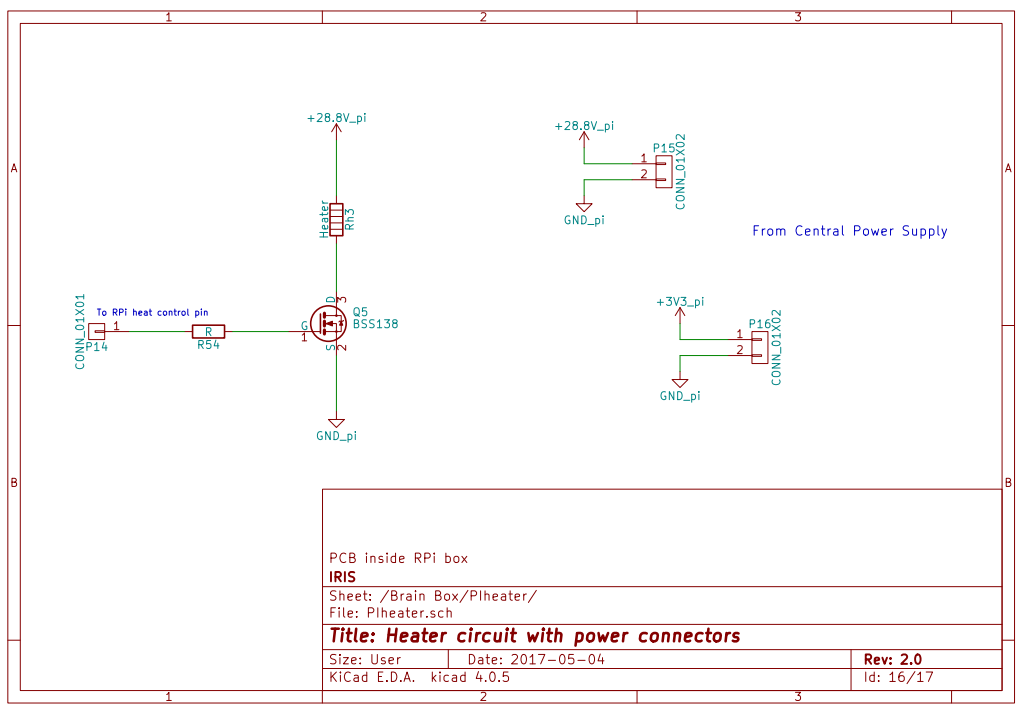 1 2 3
A A
B B
+28.8V_pi
Heater
Rh3
D
3
Q5
BSS138
G
1
S
2
GND_pi
CONN_01X01
To RPi heat control pin
1
P14
R
R54
+28.8V_pi
P15
CONN_01X02
1
2
GND_pi
From Central Power Supply
+3V3_pi
P16
CONN_01X02
1
2
GND_pi
PCB inside RPi box
IRIS
Sheet: /Brain Box/PIheater/
File: PIheater.sch
Title: Heater circuit with power connectors
Size: User Date: 2017-05-04 Rev: 2.0
KiCad E.D.A. kicad 4.0.5 Id: 16/17
1 2 3